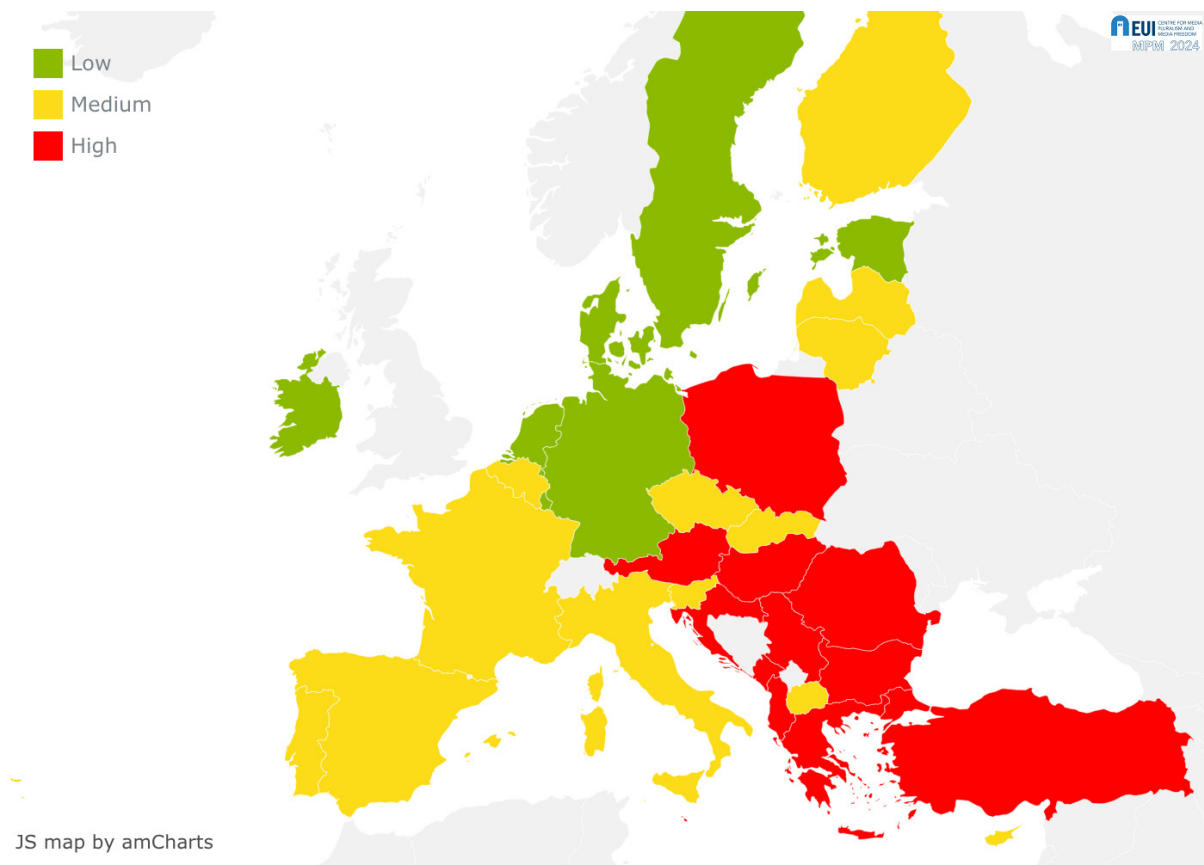 Low
Medium
High
EUI
CENTRE FOR MEDIA
PLURALISM AND
MEDIA FREEDOM
MPM 2024
JS map by amCharts